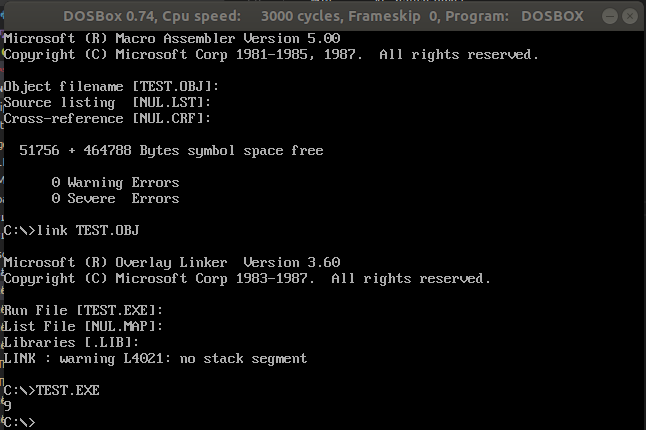 DOSBox 0.74, Cpu speed:     3000 cycles, Frameskip  0, Program:   DOSBOX
Microsoft (R) Macro Assembler Version 5.00
Copyright (C) Microsoft Corp 1981-1985, 1987.  All rights reserved.
Object filename [TEST.OBJ]:
Source listing  [NUL.LST]:
Cross-reference [NUL.CRF]:
  51756 + 464788 Bytes symbol space free
      0 Warning Errors
      0 Severe  Errors
C:\>link TEST.OBJ
Microsoft (R) Overlay Linker  Version 3.60
Copyright (C) Microsoft Corp 1983-1987.  All rights reserved.
Run File [TEST.EXE]:
List File [NUL.MAP]:
Libraries [.LIB]:
LINK : warning L4021: no stack segment
C:\>TEST.EXE
9
C:\>